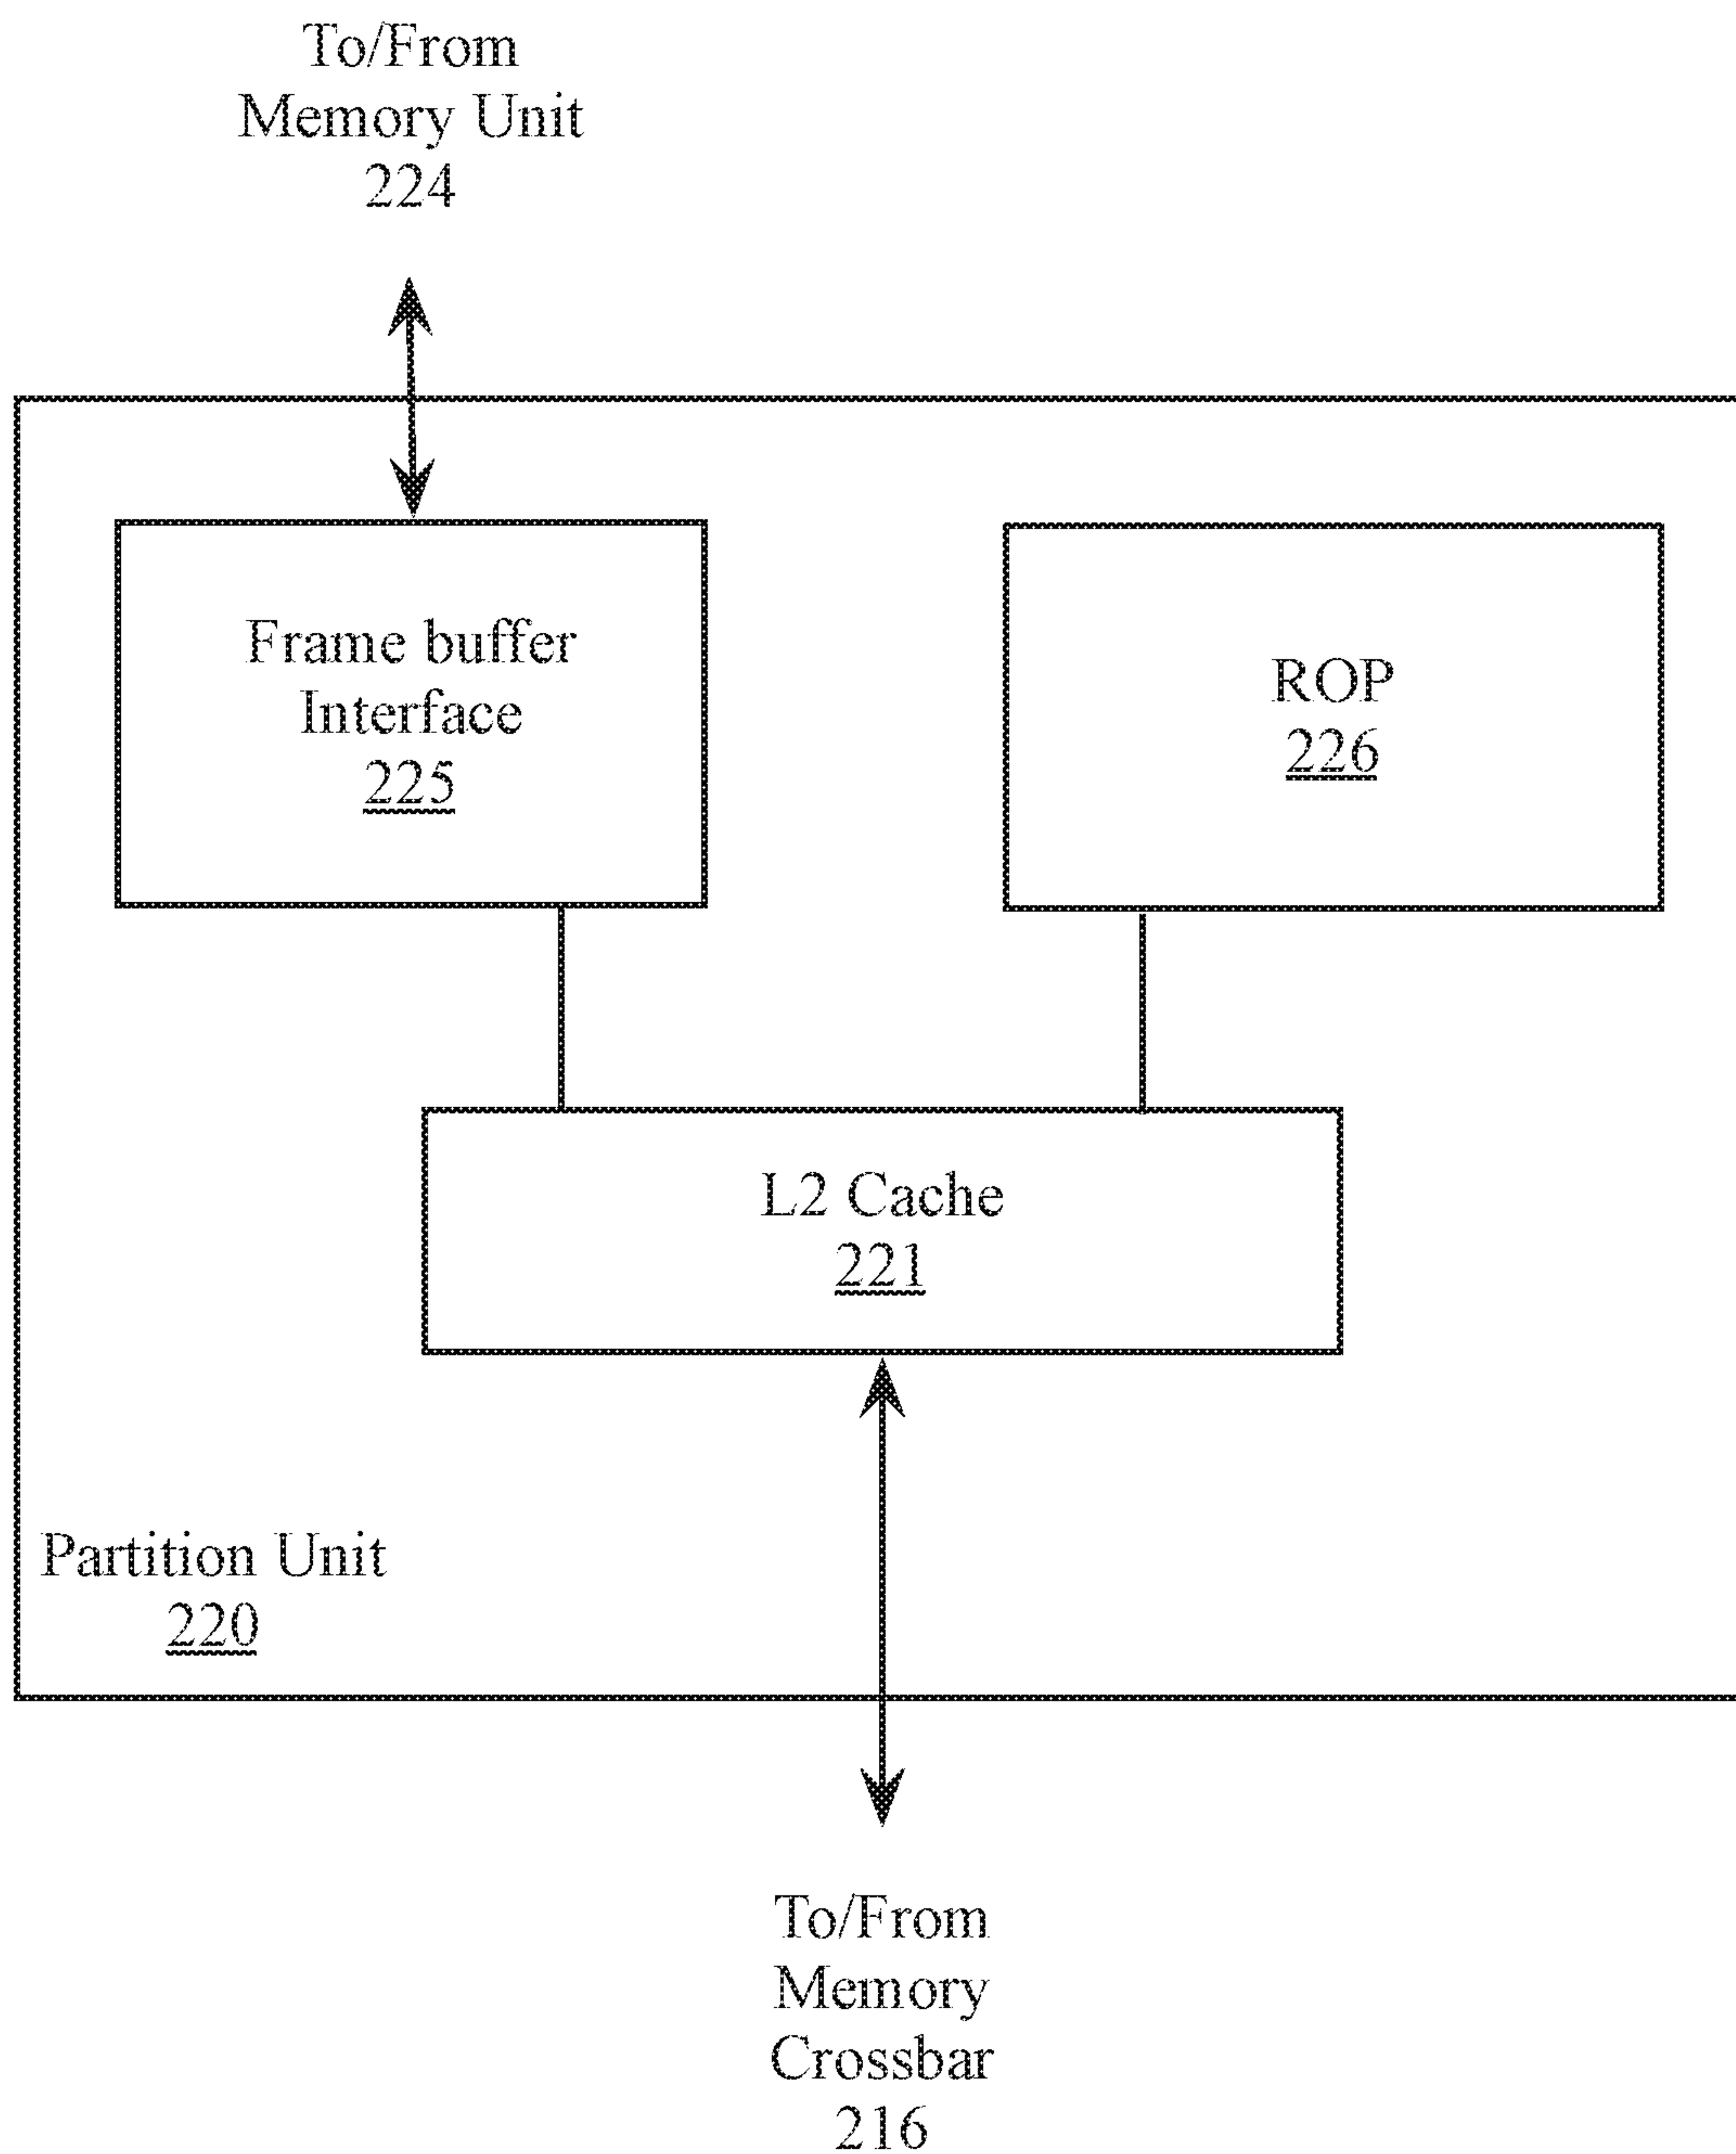 To/From
Memory Unit
224
Frame buffer
Interface
225
ROP
226
L2 Cache
221
Partition Unit
220
To/From
Memory
Crossbar
216